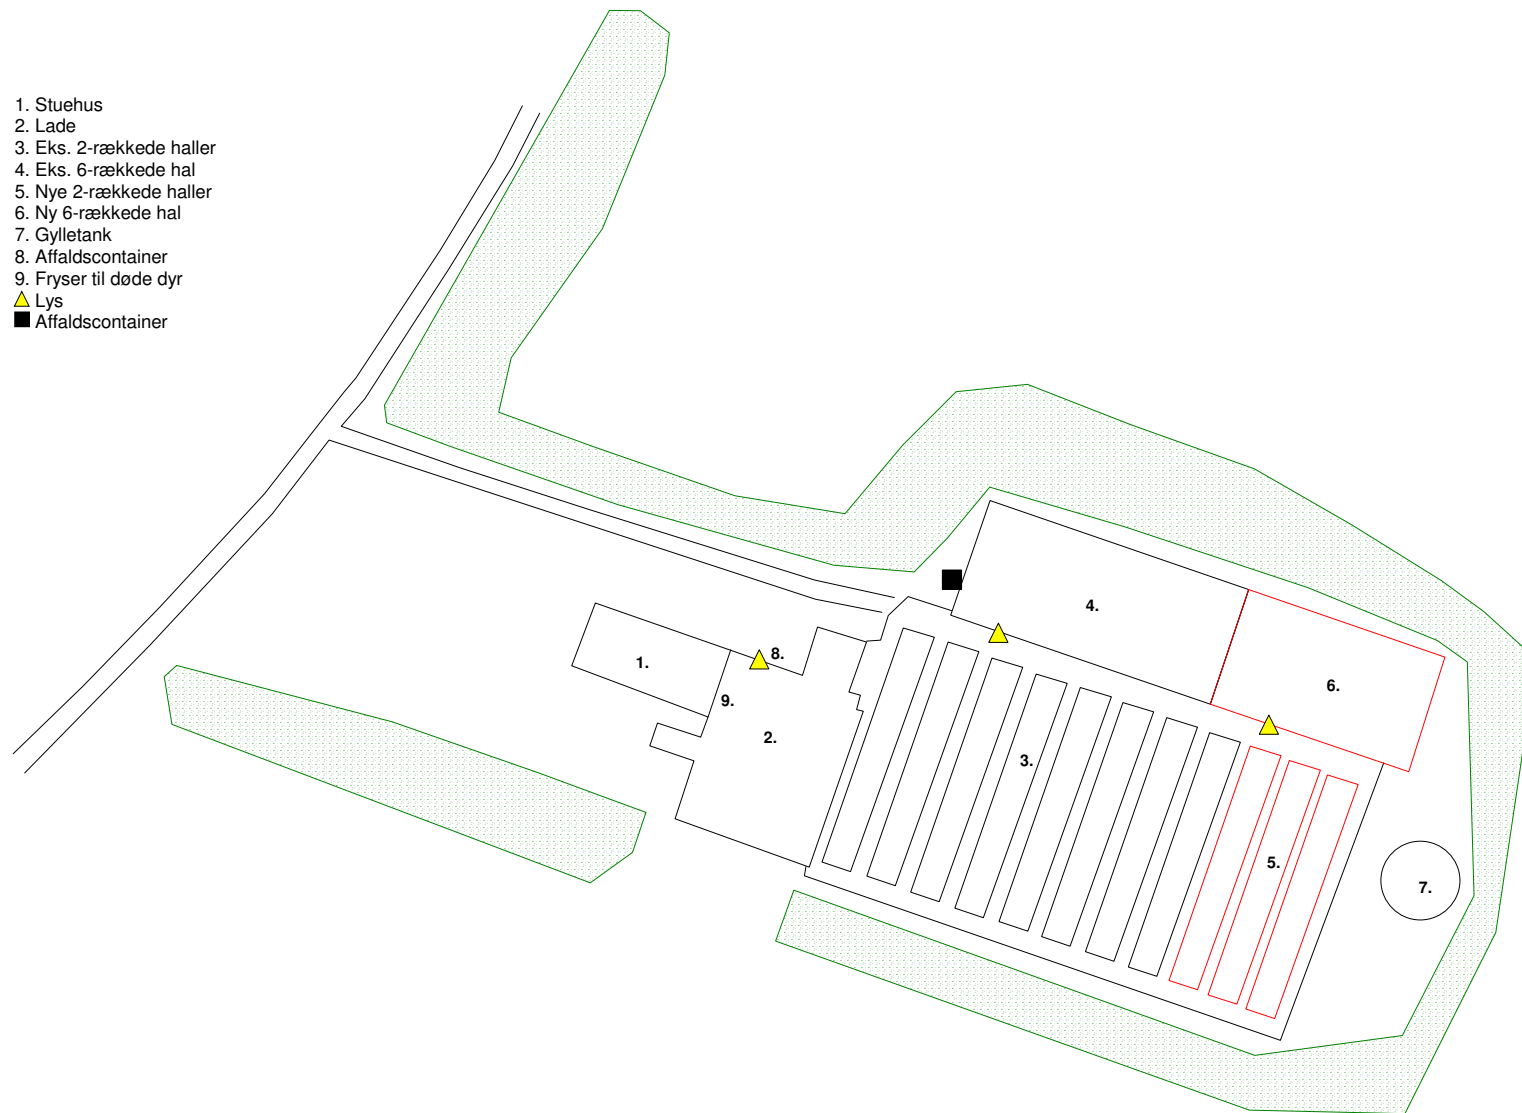 1. Stuehus
2. Lade
3. Eks. 2-rækkede haller
4. Eks. 6-rækkede hal
5. Nye 2-rækkede haller
6. Ny 6-rækkede hal
7. Gylletank
8. Affaldscontainer
9. Fryser til døde dyr
Lys
Affaldscontainer
4.
8.
1.
6.
9.
2.
3.
5.
7.